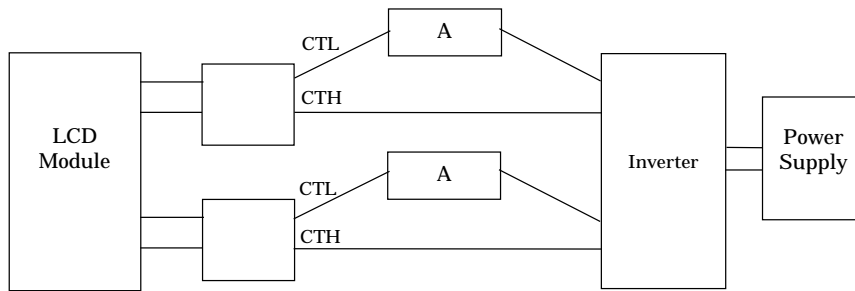 CTL
A
CTH
LCD
Module
Inverter
Power
Supply
CTL
A
CTH